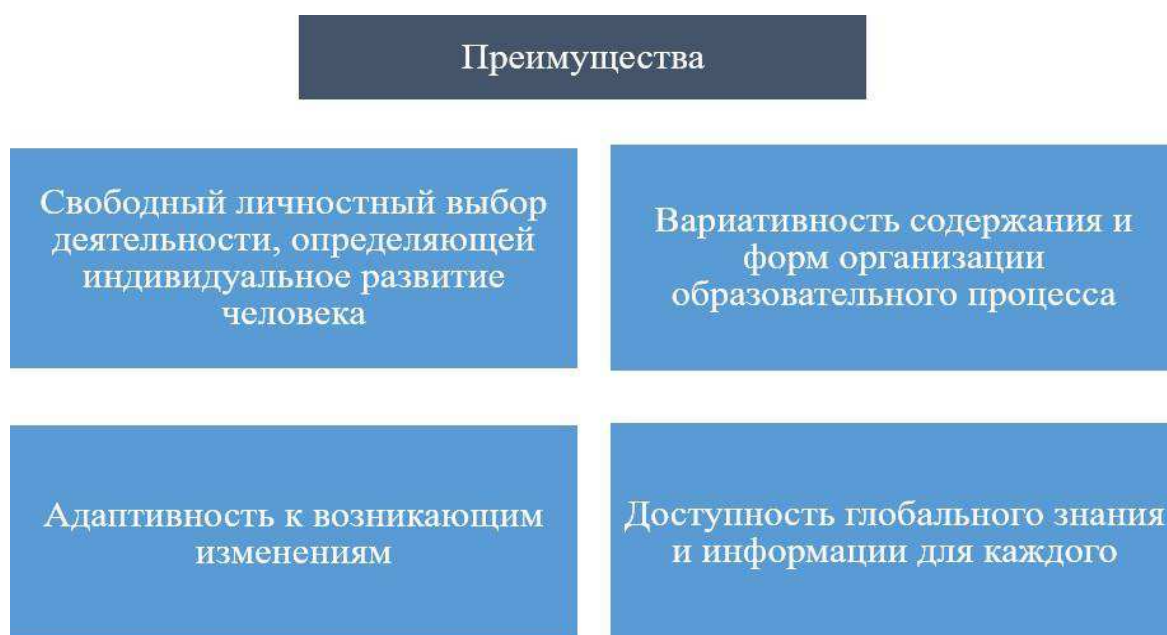 Преимущества
Свободный личностный выбор
деятельности, определяющей
индивидуальное развитие
человека
Вариативность содержания и
форм организации
образовательного процесса
Адаптивность к возникающим
изменениям
Доступность глобального знания
и информации для каждого